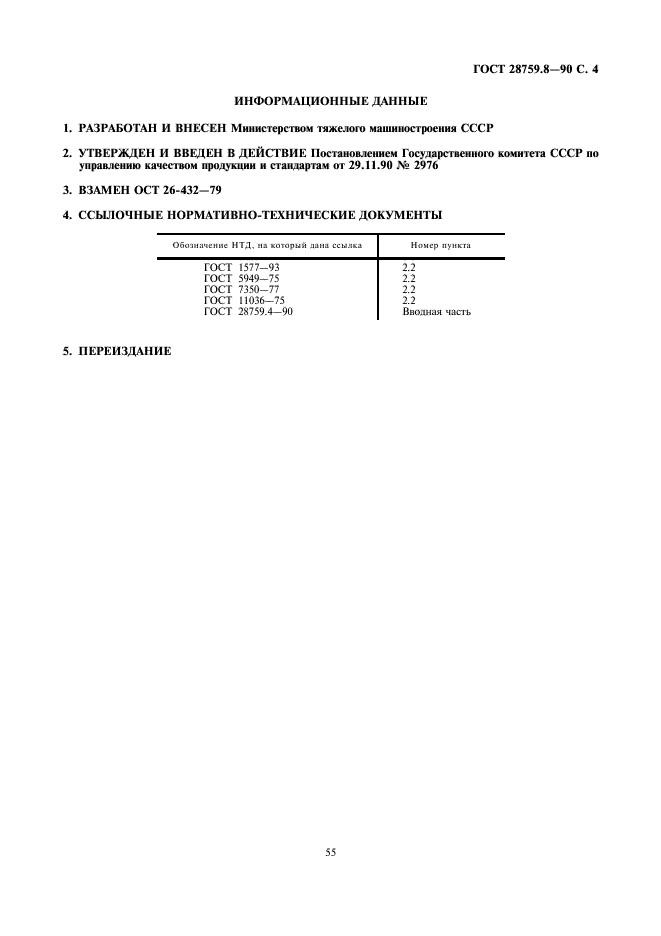 ГОСТ 28759.8—90 С. 4
ИНФОРМАЦИОННЫЕ ДАННЫЕ
1. РАЗРАБОТАН И ВНЕСЕН Министерством тяжелого машиностроения СССР
2. УТВЕРЖДЕН И ВВЕДЕН В ДЕЙСТВИЕ Постановлением Государственного комитета СССР по
управлению качеством продукции и стандартам от 29.11.90 № 2976
3. ВЗАМЕН ОСТ 26-432—79
4. ССЫЛОЧНЫЕ НОРМАТИВНО-ТЕХНИЧЕСКИЕ ДОКУМЕНТЫ
Обозначение НТД, на который дана ссылка Номер пункта
ГОСТ 1577—93 2.2
ГОСТ 5949—75 2.2
ГОСТ 7350—77 2.2
ГОСТ 11036—75 2.2
ГОСТ 28759.4—90 Вводная часть
5. ПЕРЕИЗДАНИЕ
55